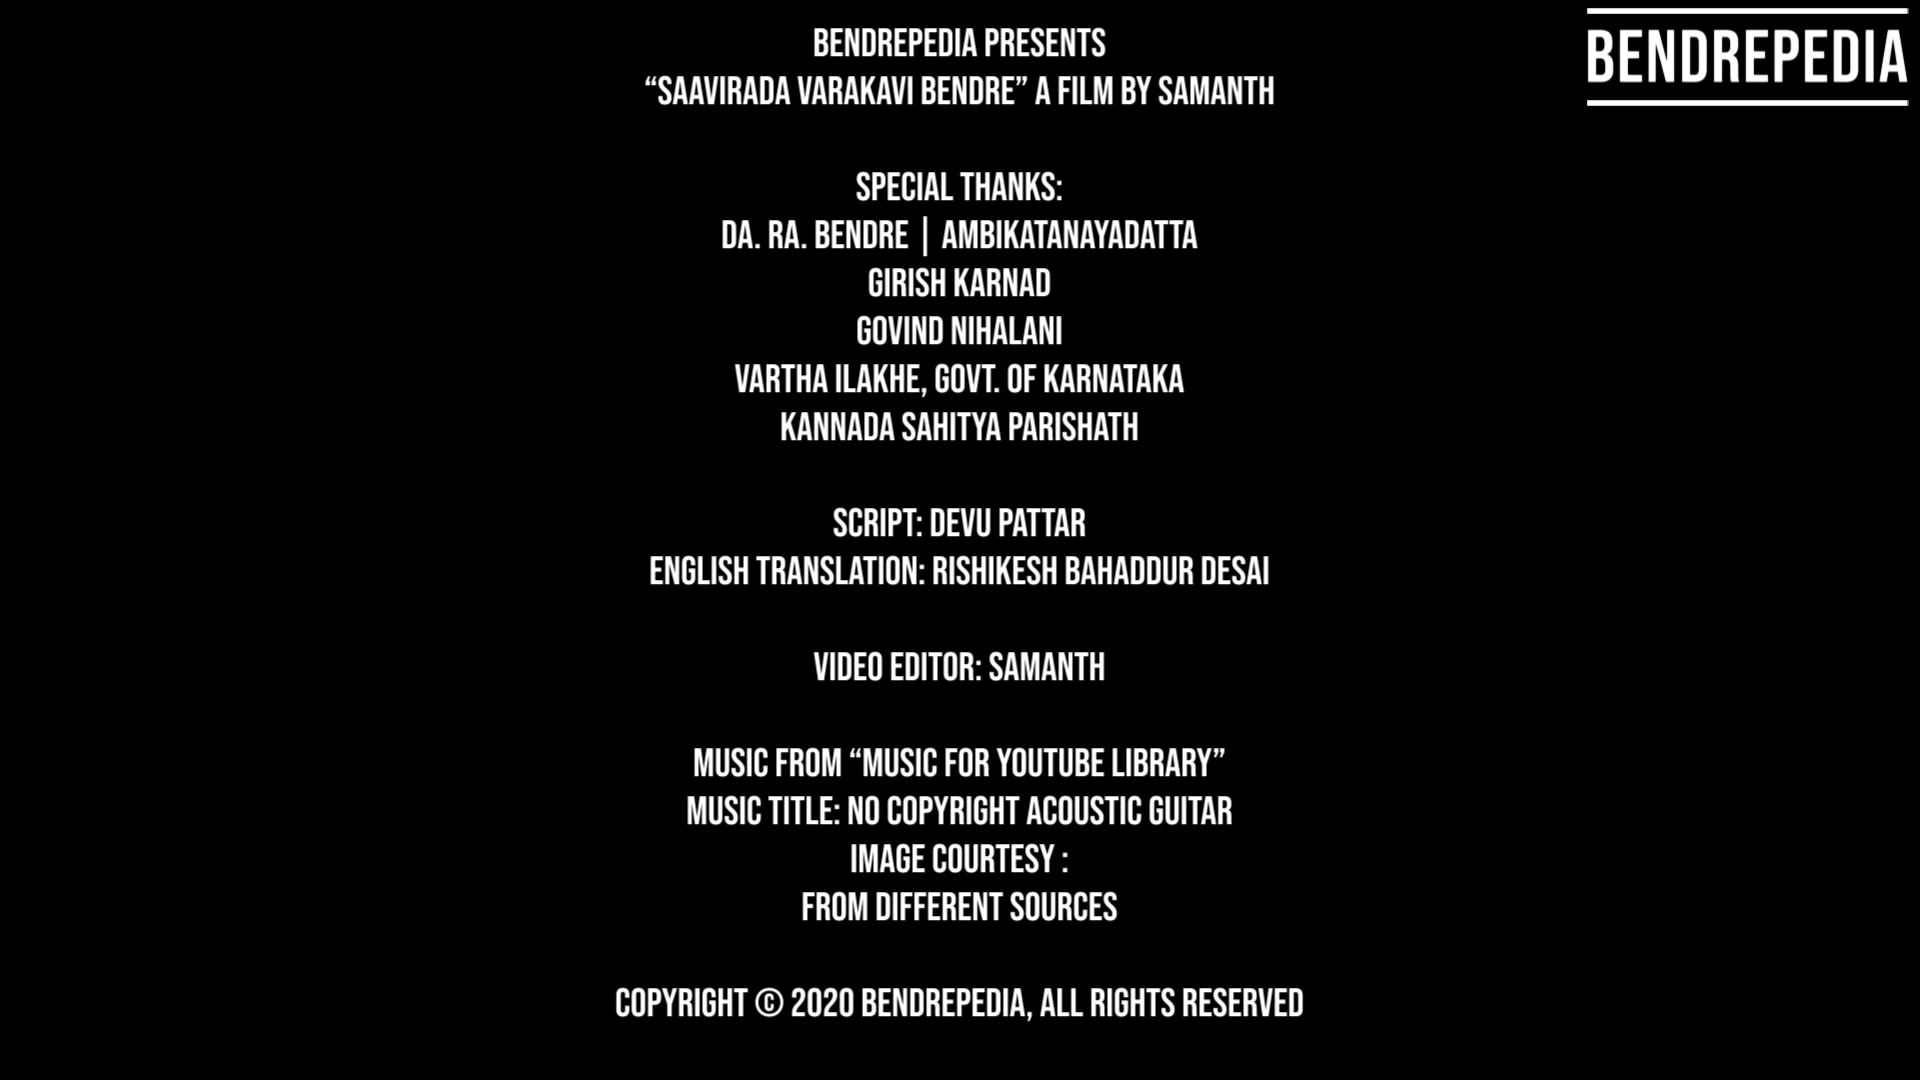 BENDREPEDIA PRESENTS
“SAAVIRADA VARAKAVI BENDRE” A FILM BY SAMANTH
BENDREPEDIA
SPECIAL THANKS:
DA. RA. BENDRE | AMBIKATANAYADATTA
GIRISH KARNAD
GOVIND NIHALANI
VARTHA ILAKHE, GOVT. OF KARNATAKA
KANNADA SAHITYA PARISHATH
SCRIPT: DEVU PATTAR
ENGLISH TRANSLATION: RISHIKESH BAHADDUR DESAI
VIDEO EDITOR: SAMANTH
MUSIC FROM “MUSIC FOR YOUTUBE LIBRARY”
MUSIC TITLE: NO COPYRIGHT ACOUSTIC GUITAR
IMAGE COURTESY :
FROM DIFFERENT SOURCES
COPYRIGHT © 2020 BENDREPEDIA, ALL RIGHTS RESERVED